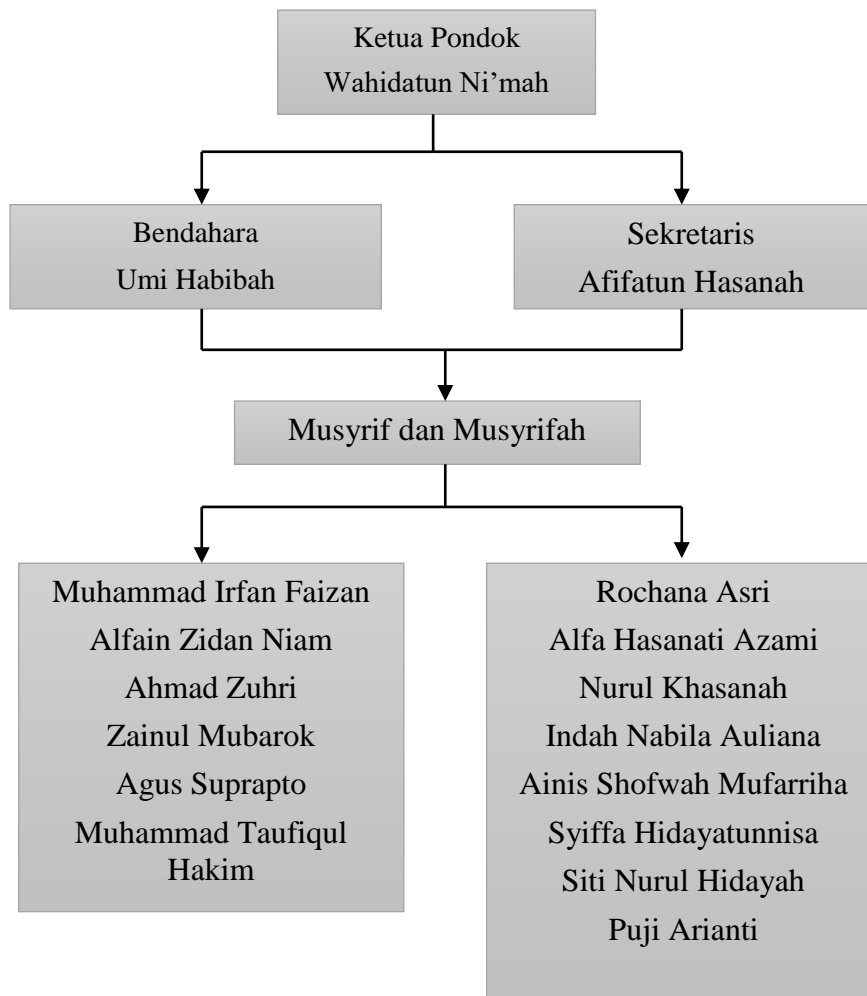 Ketua Pondok
Wahidatun Ni’mah
Bendahara
Umi Habibah
Sekretaris
Afifatun Hasanah
Musyrif dan Musyrifah
Muhammad Irfan Faizan
Alfain Zidan Niam
Ahmad Zuhri
Zainul Mubarok
Agus Suprapto
Muhammad Taufiqul
Hakim
Rochana Asri
Alfa Hasanati Azami
Nurul Khasanah
Indah Nabila Auliana
Ainis Shofwah Mufarriha
Syiffa Hidayatunnisa
Siti Nurul Hidayah
Puji Arianti